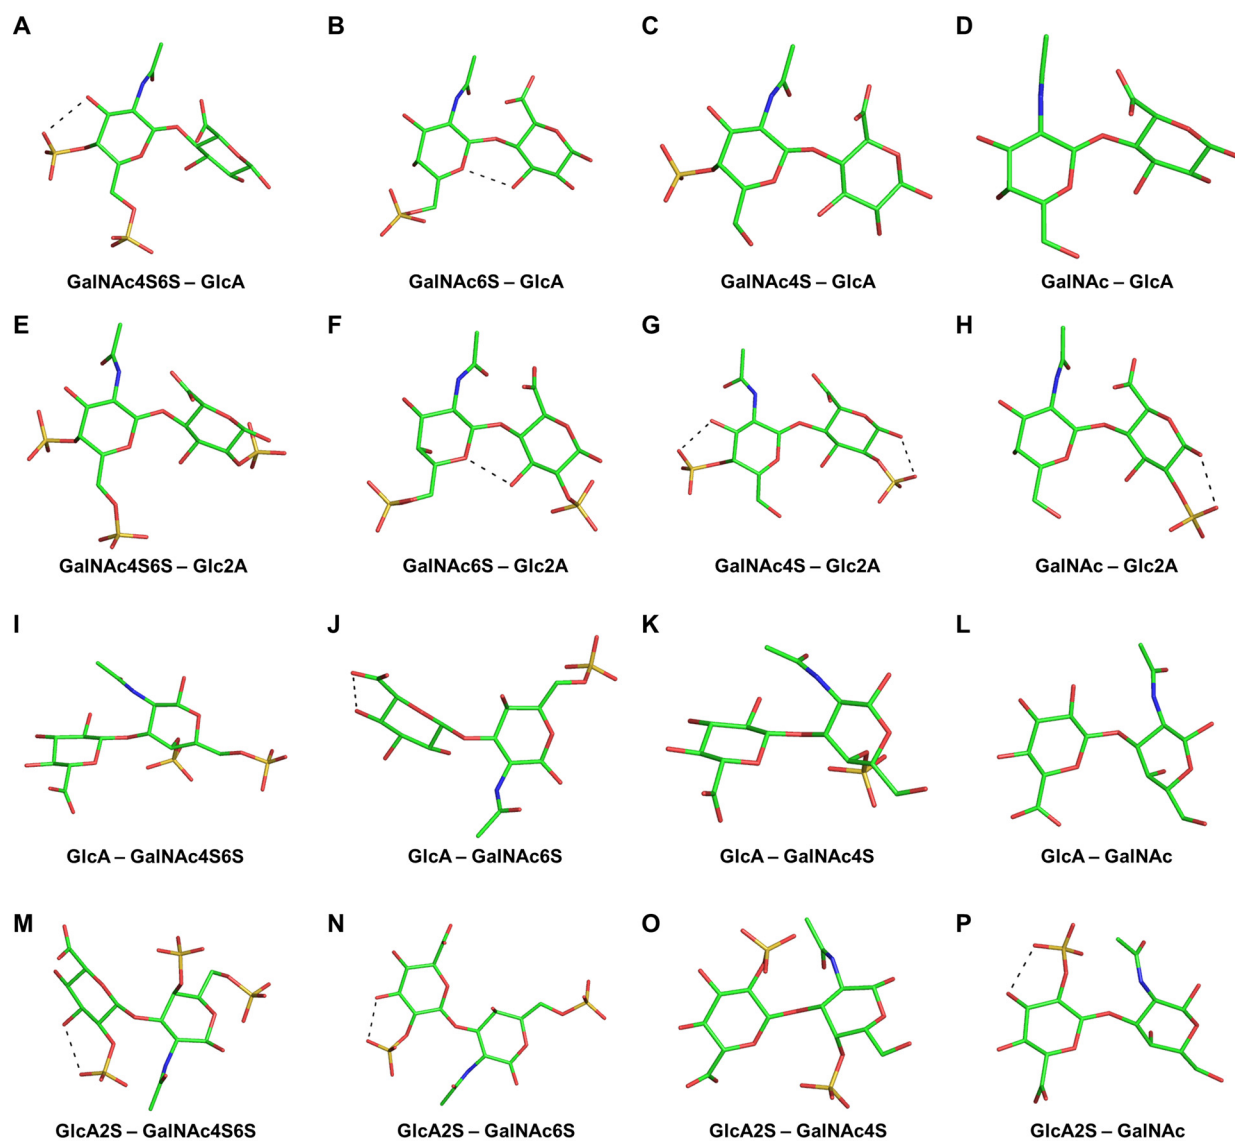 A
B
C
D
GalNAc4S6S – GlcA
GalNAc6S – GlcA
GalNAc4S – GlcA
GalNAc – GlcA
E
F
G
H
GalNAc4S6S – Glc2A
GalNAc6S – Glc2A
GalNAc4S – Glc2A
GalNAc – Glc2A
I
J
K
L
GlcA – GalNAc4S6S
GlcA – GalNAc6S
GlcA – GalNAc4S
GlcA – GalNAc
M
N
O
P
GlcA2S – GalNAc4S6S
GlcA2S – GalNAc6S
GlcA2S – GalNAc4S
GlcA2S – GalNAc